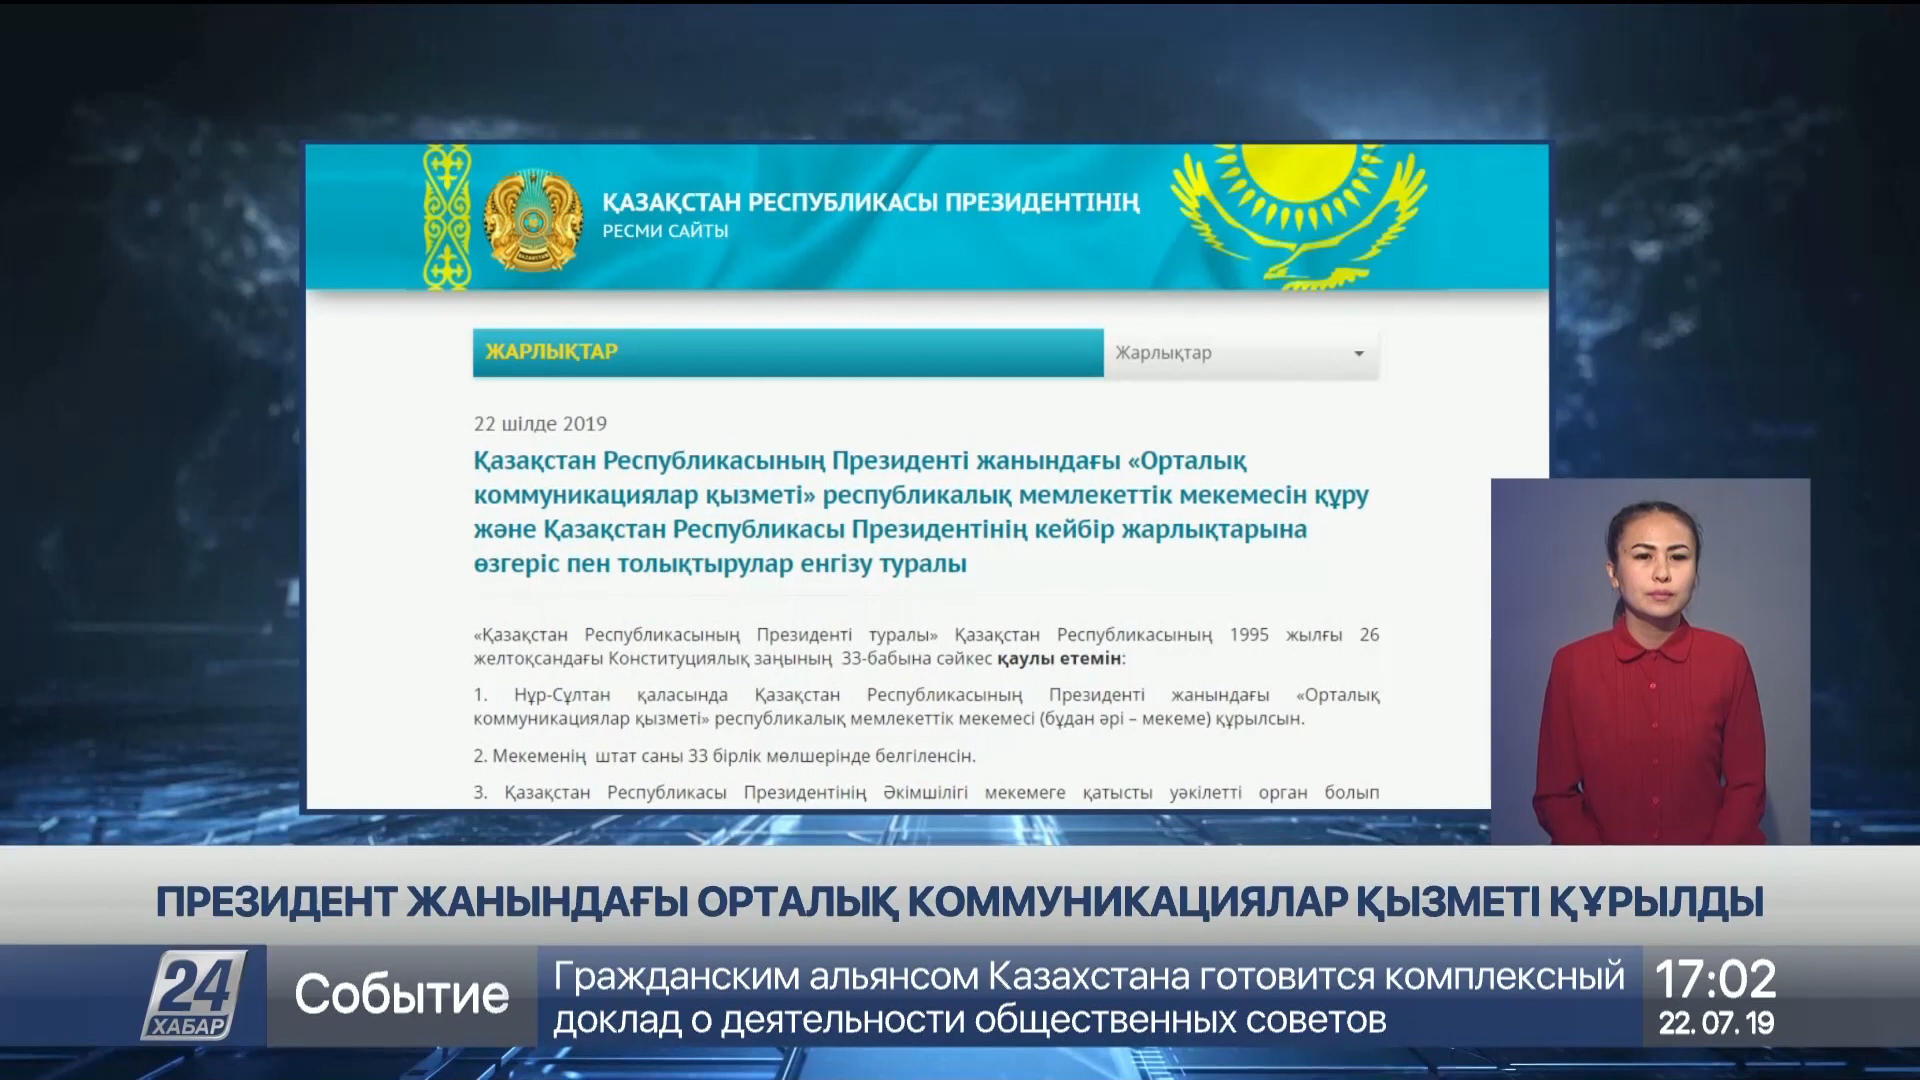 ҚАЗАҚСТАН РЕСПУБЛИКАСЫ ПРЕЗИДЕНТІНІҢ
РЕСМИ САЙТЫ
ЖАРЛЫҚТАР
Жарлықтар
22 шілде 2019
Қазақстан Республикасының Президенті жанындағы «Орталық
коммуникациялар қызметі» республикалық мемлекеттік мекемесін құру
және Қазақстан Республикасы Президентінің кейбір жарлықтарына
өзгеріс пен толықтырулар енгізу туралы
«Қазақстан Республикасының Президенті туралы» Қазақстан Республикасының 1995 жылғы 26
желтоқсандағы Конституциялық заңының 33-бабына сәйкес қаулы етемін:
1. Нұр-Сұлтан қаласында Қазақстан Республикасының Президенті жанындағы «Орталық
коммуникациялар қызметі» республикалық мемлекеттік мекемесі (бұдан әрі – мекеме) құрылсын.
2. Мекеменің штат саны 33 бірлік мөлшерінде белгіленсін.
3. Қазақстан Республикасы Президентінің Әкімшілігі мекемеге қатысты уәкілетті орган болып
ПРЕЗИДЕНТ ЖАНЫНДАҒЫ ОРТАЛЫҚ КОММУНИКАЦИЯЛАР ҚЫЗМЕТІ ҚҰРЫЛДЫ
24
ХАБАР
Событие
Гражданским альянсом Казахстана готовится комплексный
доклад о деятельности общественных советов
17:02
22. 07. 19